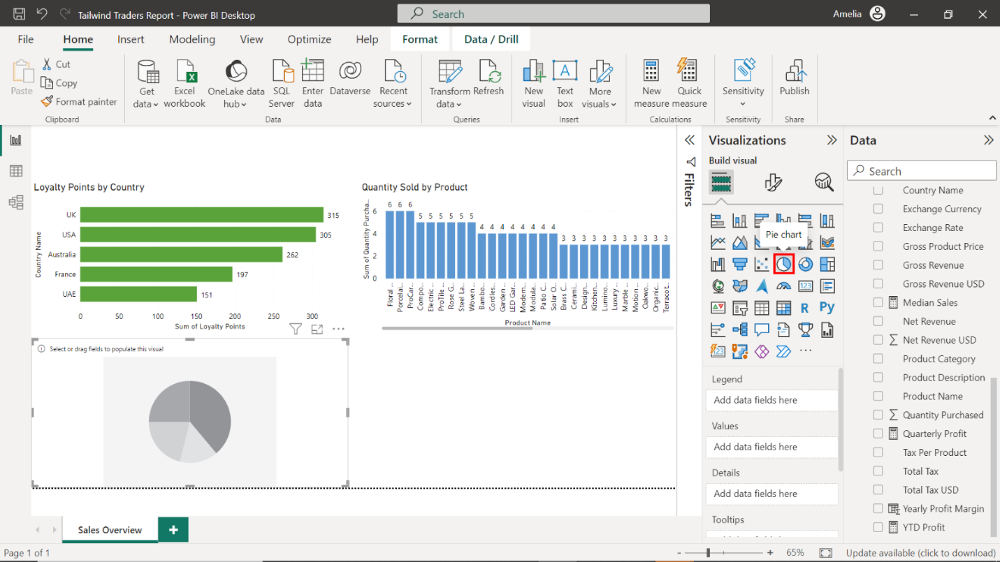 Tailwind Traders Report - Power BI Desktop
Search
Amelia
File
Home
Insert
Modeling
View
Optimize
Help
Format
Data / Drill
Paste
Cut
Copy
Format painter
Clipboard
Get
data
Excel
workbook
OneLake data
hub
SQL
Server
Enter
data
Dataverse
Recent
sources
Data
Transform
data
Refresh
Queries
New
visual
Text
box
More
visuals
Insert
New
measure
Quick
measure
Calculations
Sensitivity
Sensitivity
Publish
Share
Loyalty Points by Country
Country Name
UK
315
USA
305
Australia
262
France
197
UAE
151
0 50 100 150 200 250 300
Sum of Loyalty Points
Quantity Sold by Product
Sum of Quantity Purcha...
6
4
2
0
6 6 6 5 5 5 5 5 5 4 4 4 4 4 4 4 4 3 3 3 3 3 3 3 3 3 3 3
Floral ...
Porcelai...
ProCar...
Compo...
Electric ...
ProTile ...
Rose G...
Steel La...
Woven ...
Bambo...
Cordles...
Garden ...
LED Gar...
Modern...
Modula...
Patio C...
Solar O...
Brass C...
Cerami...
Design...
Kitchen...
Lumino...
Luxury ...
Marble ...
Motion ...
Oakwo...
Organic...
Terracot...
Product Name
Select or drag fields to populate this visual
Filters
Visualizations
Build visual
Pie chart
123
R
Py
123
Legend
Add data fields here
Values
Add data fields here
Details
Add data fields here
Tooltips
Data
Search
Country Name
Exchange Currency
Exchange Rate
Gross Product Price
Gross Revenue
Gross Revenue USD
Median Sales
Net Revenue
Net Revenue USD
Product Category
Product Description
Product Name
Quantity Purchased
Quarterly Profit
Tax Per Product
Total Tax
Total Tax USD
Yearly Profit Margin
YTD Profit
Sales Overview
Page 1 of 1
65%
Update available (click to download)